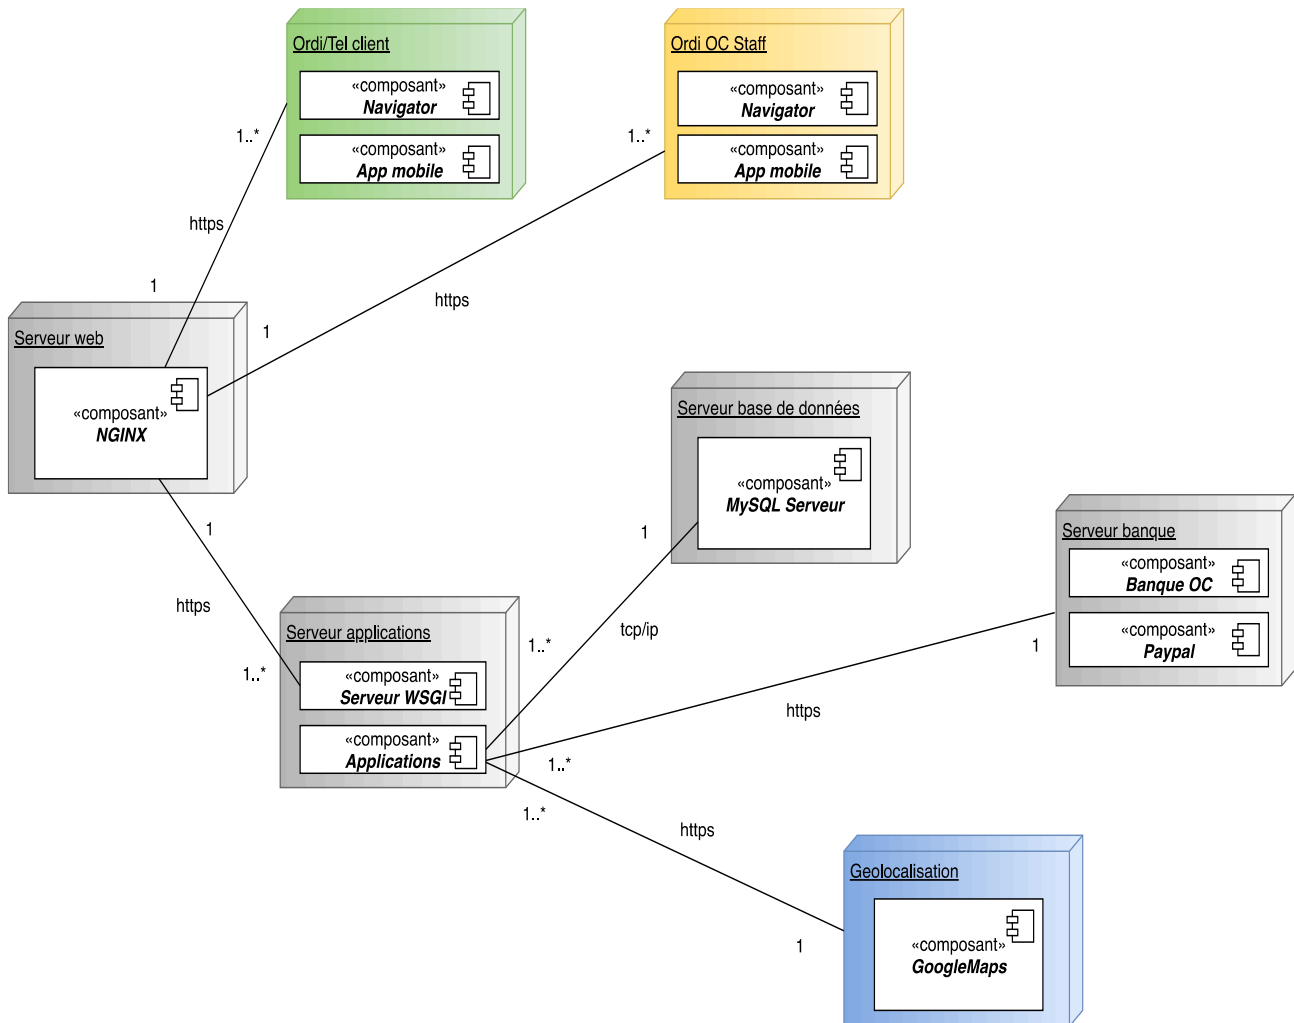 Ordi/Tel client
«composant»
Navigator
«composant»
App mobile
Ordi OC Staff
«composant»
Navigator
«composant»
App mobile
1..*
1..*
https
https
1
1
Serveur web
«composant»
NGINX
1
https
1..*
Serveur base de données
«composant»
MySQL Serveur
1
tcp/ip
1..*
Serveur applications
«composant»
Serveur WSGI
«composant»
Applications
Serveur banque
«composant»
Banque OC
«composant»
Paypal
1
https
1..*
1..*
https
1
Geolocalisation
«composant»
GoogleMaps